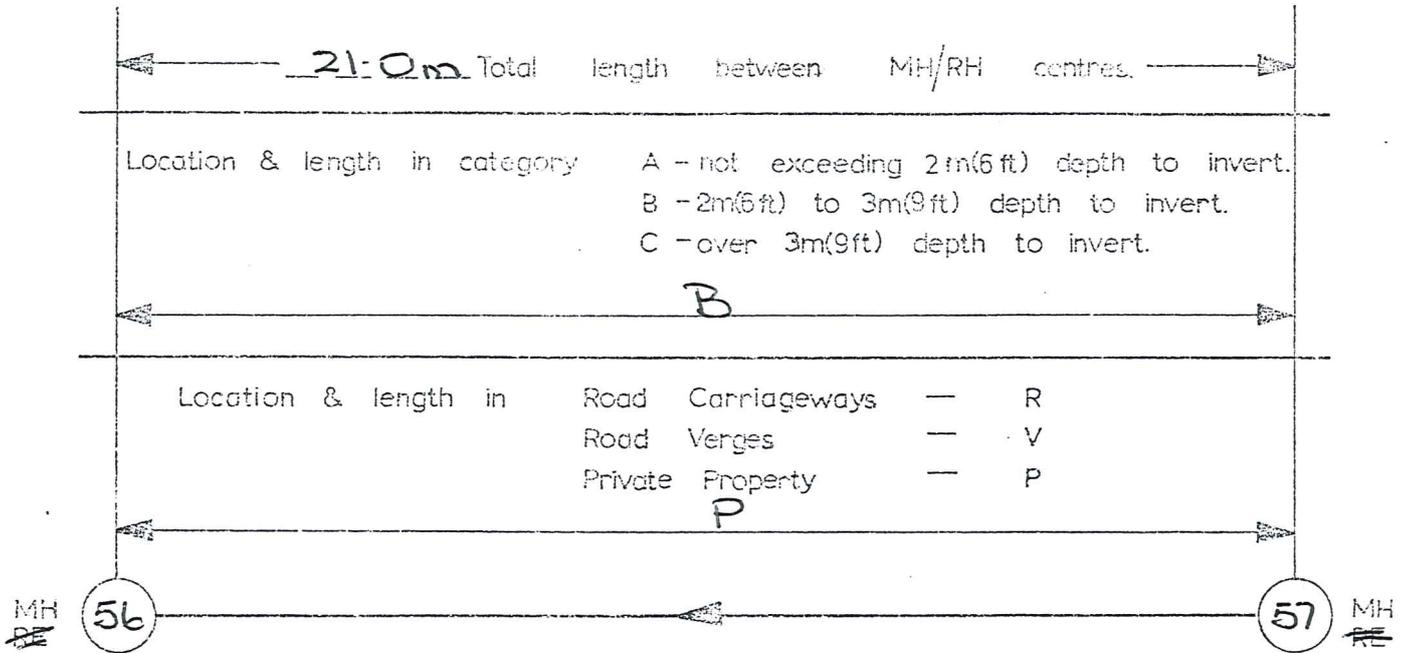 21.0m Total length between MH/RH centres.
Location & length in category A - not exceeding 2m(6ft) depth to invert.
B - 2m(6ft) to 3m(9ft) depth to invert.
C - over 3m(9ft) depth to invert.
B
Location & length in Road Carriageways — R
Road Verges — V
Private Property — P
P
MH 56 57 MH
RE RE